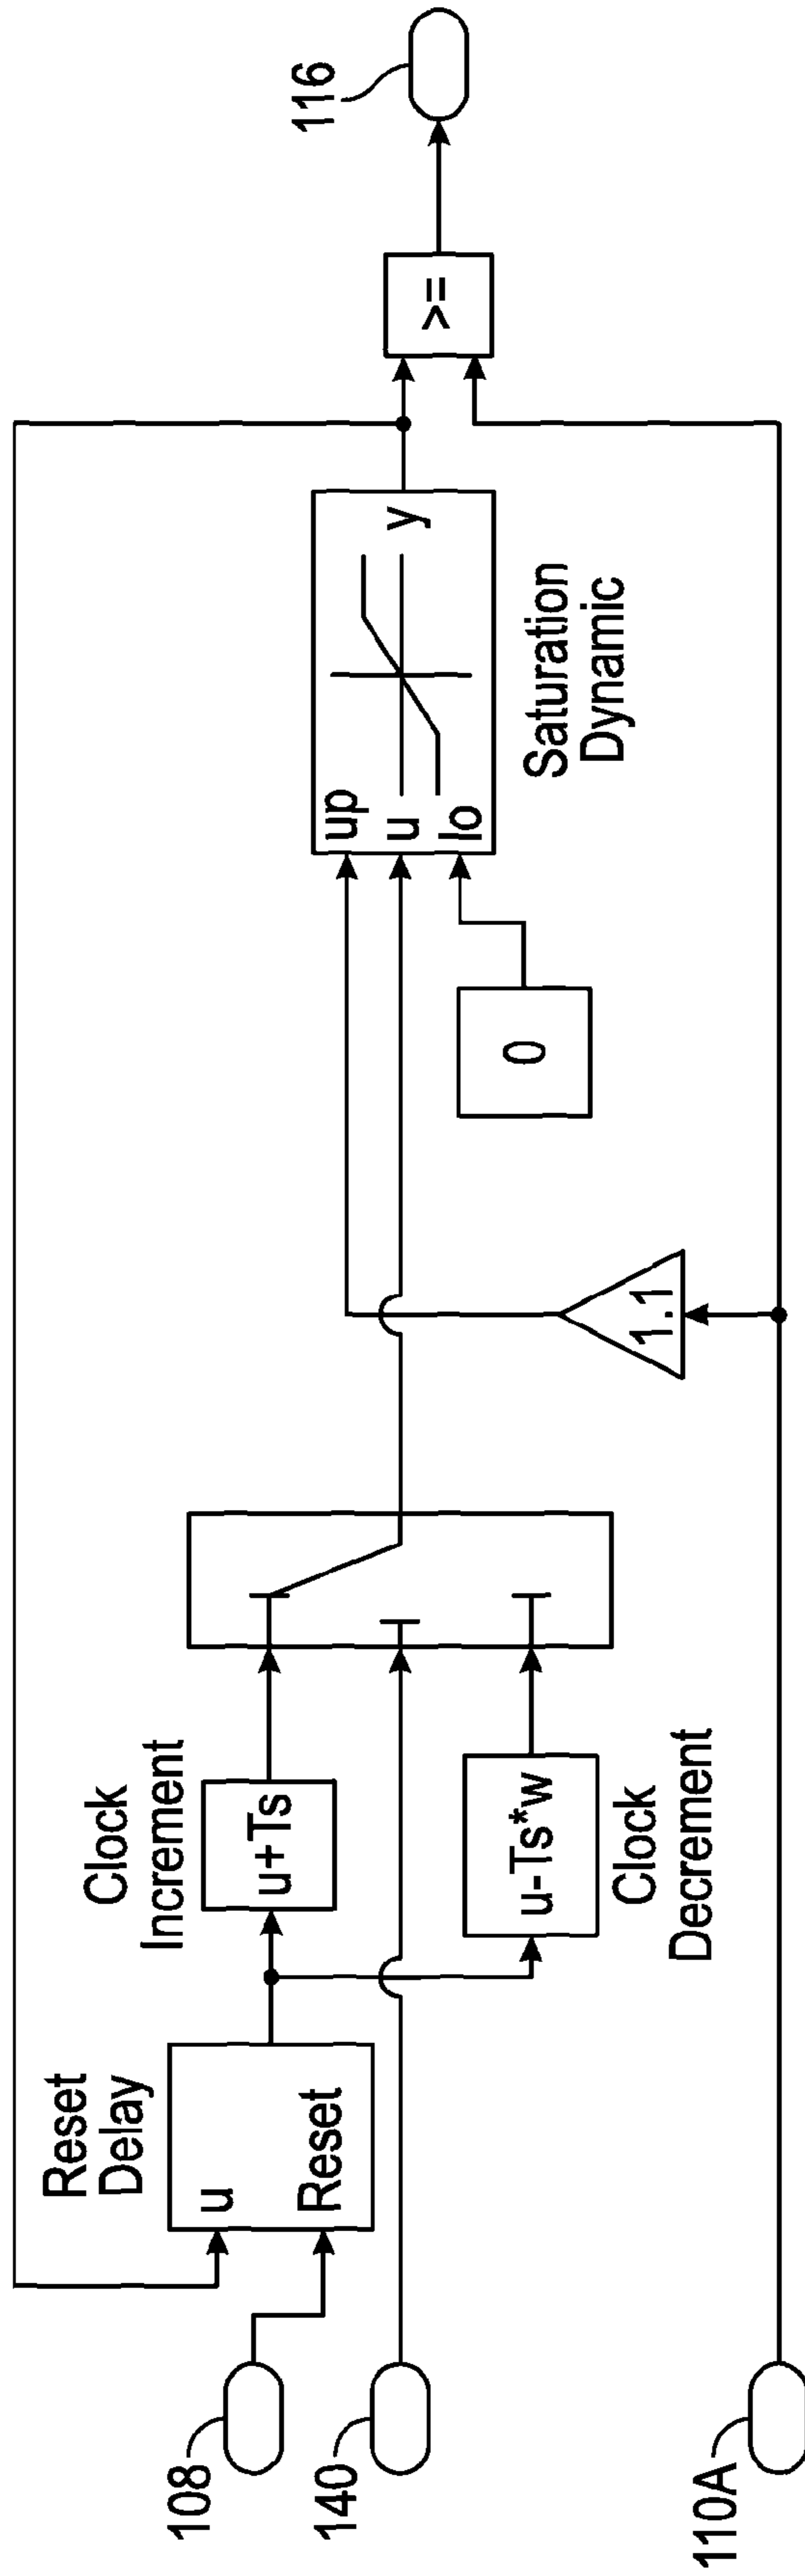 108
140
110A
Reset
Delay
u
Reset
Clock
Increment
u+Ts
u-Ts*w
Clock
Decrement
1.1
0
up
u
lo
y
Saturation
Dynamic
>=
116